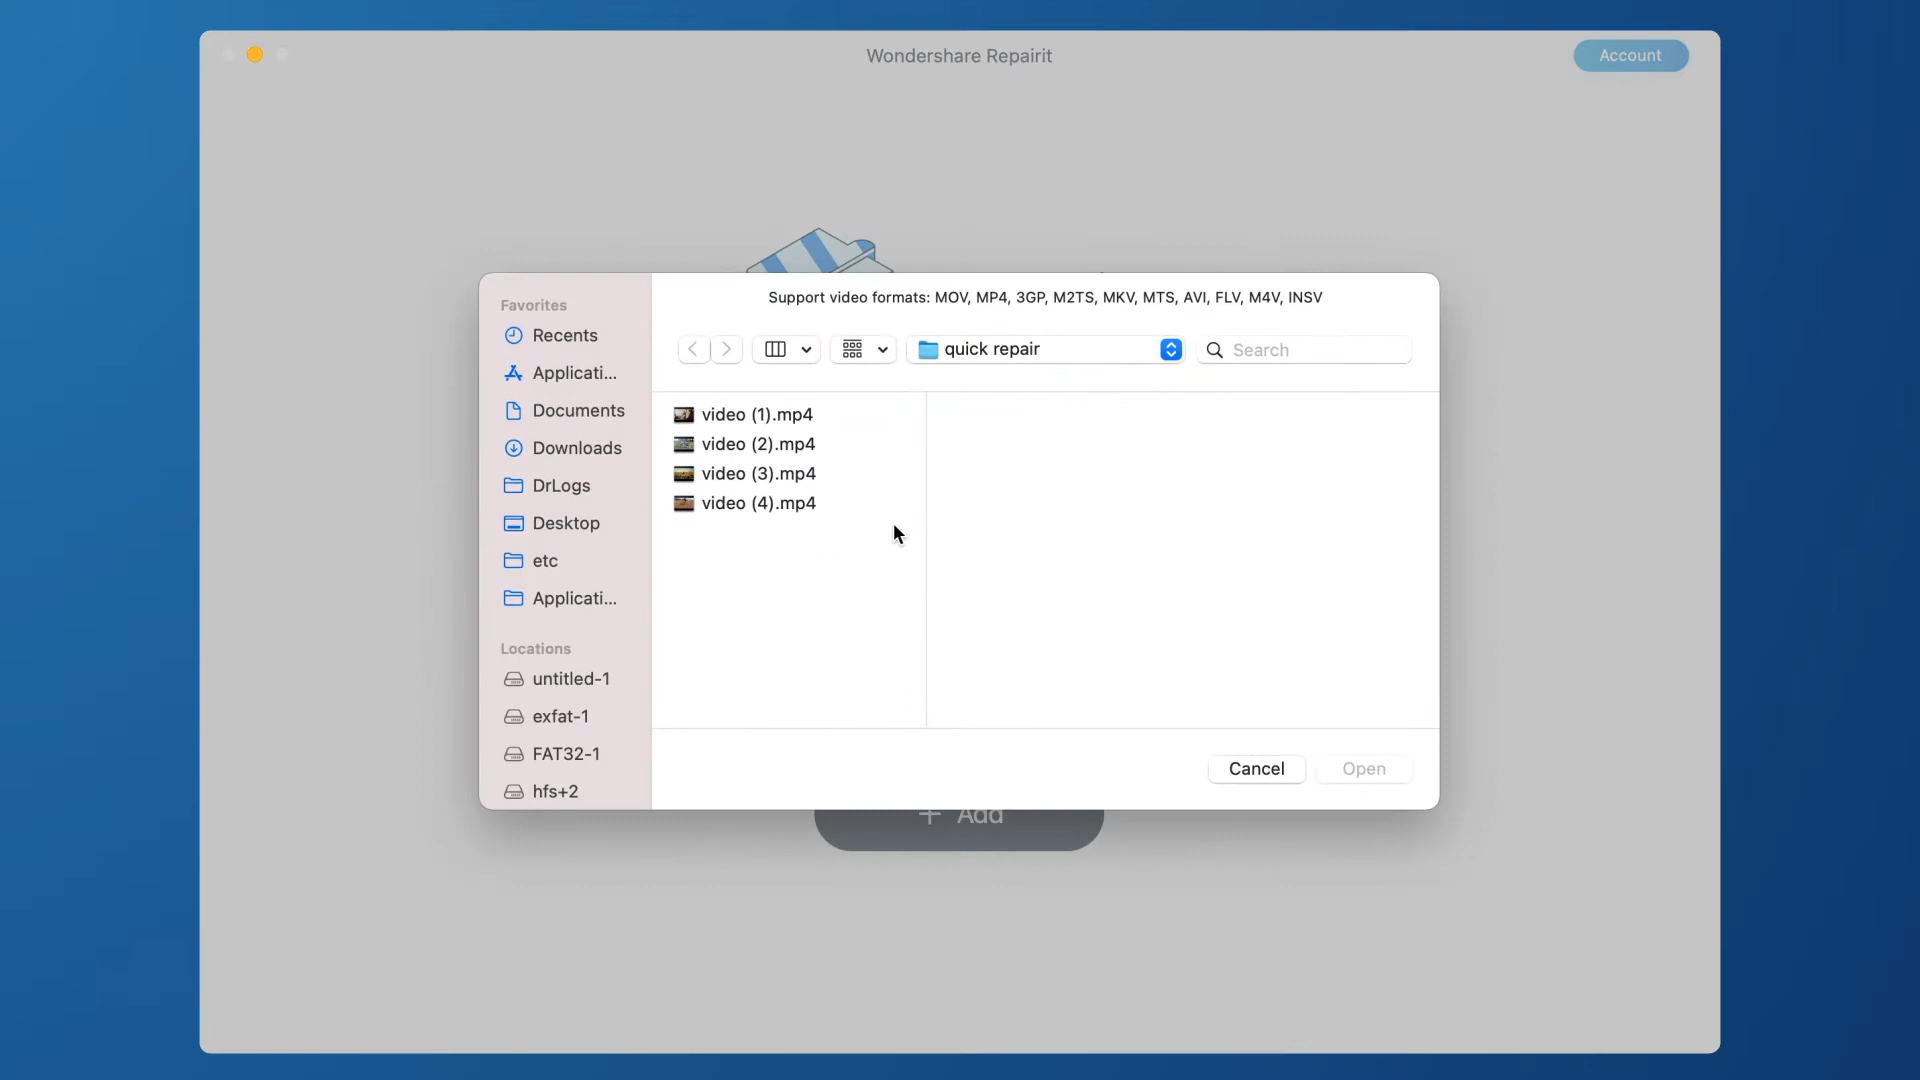 Wondershare Repairit
Account
Support video formats: MOV, MP4, 3GP, M2TS, MKV, MTS, AVI, FLV, M4V, INSV
quick repair
Search
Favorites
Recents
Applicati...
Documents
Downloads
DrLogs
Desktop
etc
Applicati...
Locations
untitled-1
exfat-1
FAT32-1
hfs+2
video (1).mp4
video (2).mp4
video (3).mp4
video (4).mp4
Cancel
Open
+ Add